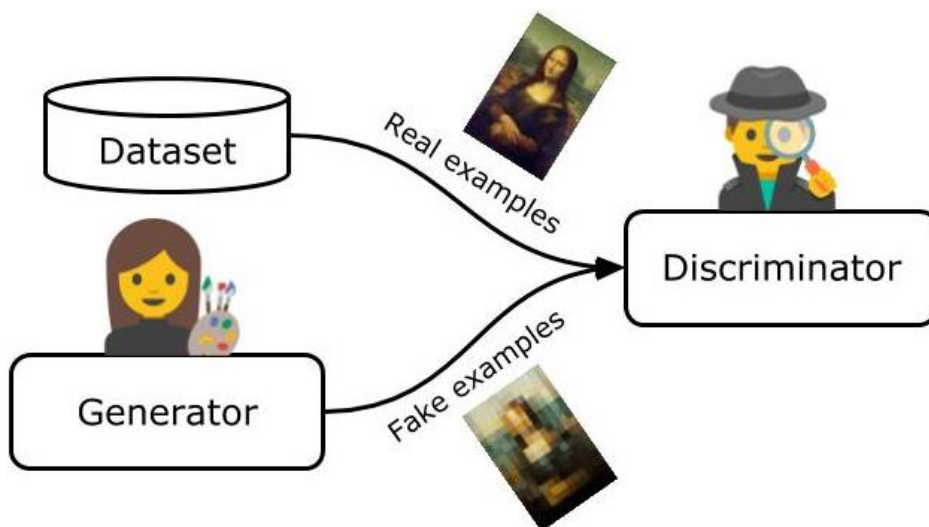 Dataset
Real examples
Discriminator
Generator
Fake examples